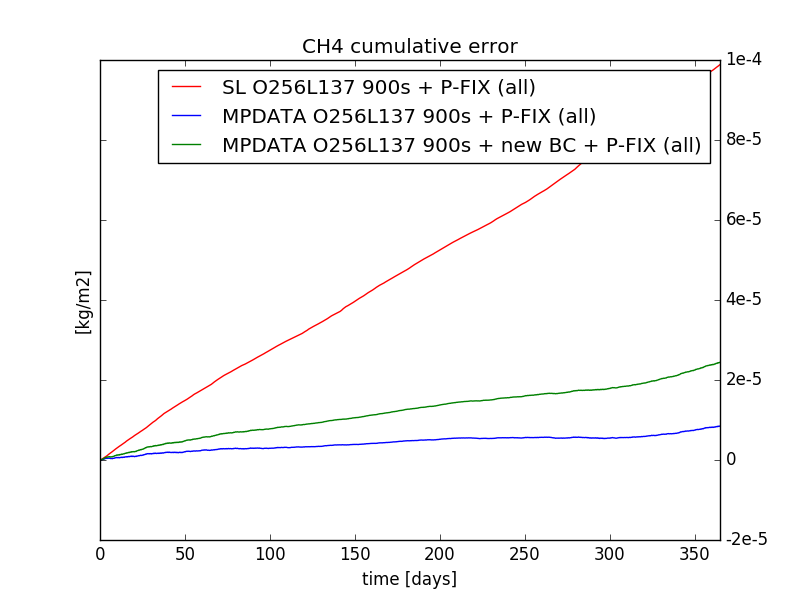 CH4 cumulative error
SL O256L137 900s + P-FIX (all)
MPDATA O256L137 900s + P-FIX (all)
MPDATA O256L137 900s + new BC + P-FIX (all)
1e-4
8e-5
6e-5
4e-5
2e-5
0
-2e-5
[kg/m2]
0 50 100 150 200 250 300 350
time [days]